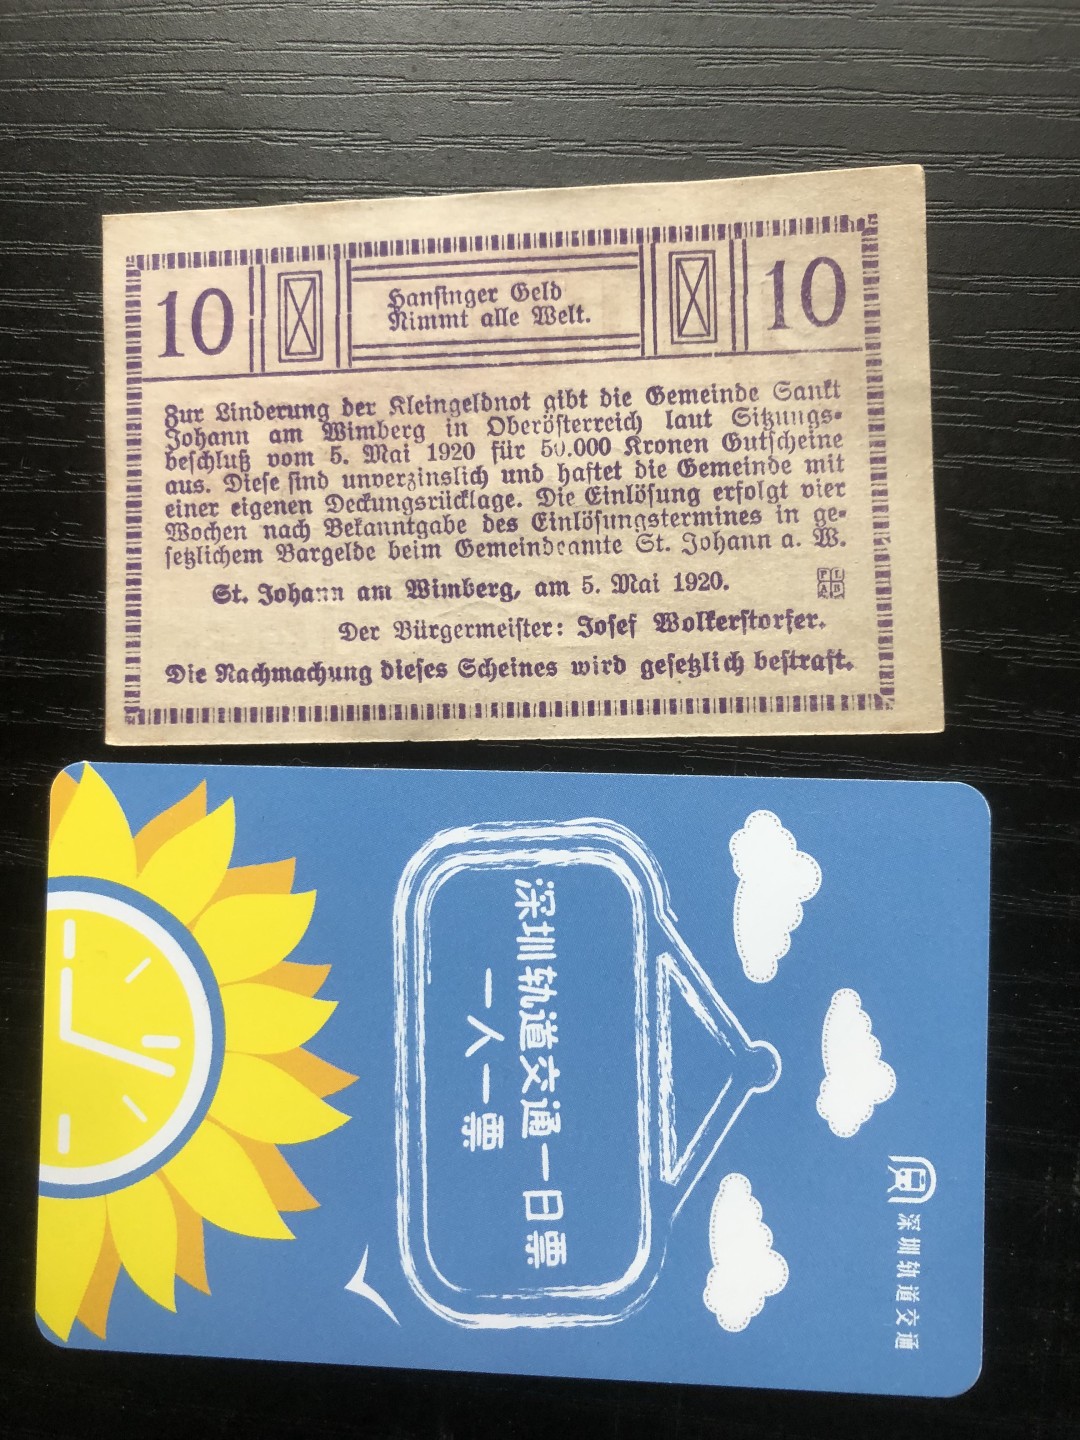 10
Hansinger Geld
Nimmt alle Welt.
10
Zur Linderung der Kleingeldnot gibt die Gemeinde Sankt
Johann am Wimberg in Oberösterreich laut Sitzungs-
beschluß vom 5. Mai 1920 für 50.000 Kronen Gutscheine
aus. Diese sind unverzinslich und haftet die Gemeinde mit
einer eigenen Deckungsrücklage. Die Einlösung erfolgt vier
Wochen nach Bekanntgabe des Einlösungstermines in ge-
setzlichem Bargelde beim Gemeindeamte St. Johann a. W.
St. Johann am Wimberg, am 5. Mai 1920.
Der Bürgermeister: Josef Wolkerstorfer.
Die Nachmachung dieses Scheines wird gesetzlich bestraft.
深圳轨道交通
深圳轨道交通一日票
一人一票